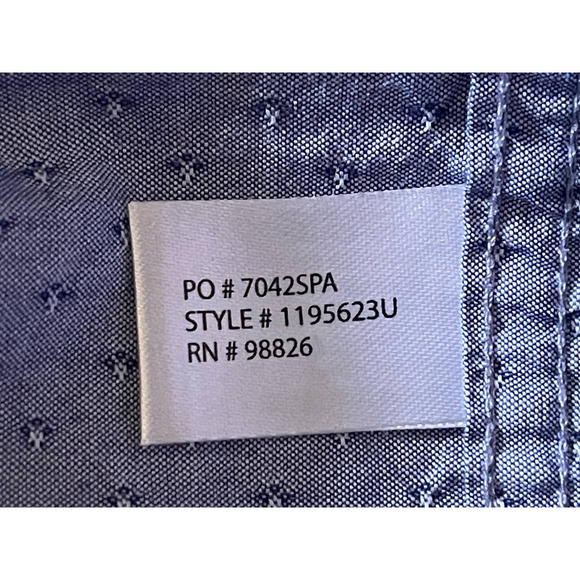 PO # 7042SPA
STYLE # 1195623U
RN # 98826